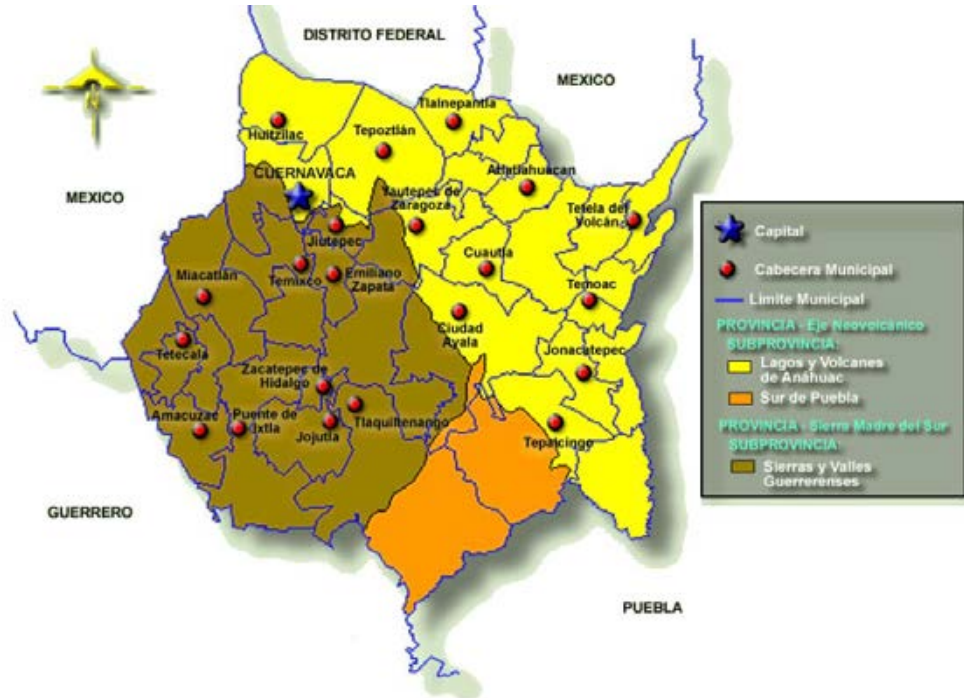 DISTRITO FEDERAL
MEXICO
Tlalnepantla
Huitzilac
Tepoztlán
CUERNAVACA
Atlatlahuacan
MEXICO
Yautepec de
Zaragoza
Tetela del
Volcán
Jiutepec
Cuautla
Miacatlán
Temixco
Emiliano
Zapata
Temoac
Ciudad
Ayala
Tetecala
Jonacatepec
Zacatepec de
Hidalgo
Amacuzac
Puente de
Ixtla
Jojutla
Tlaquiltenango
Tepalcingo
GUERRERO
PUEBLA
N
Capital
Cabecera Municipal
Limite Municipal
PROVINCIA - Eje Neovolcánico
SUBPROVINCIA:
Lagos y Volcanes
de Anáhuac
Sur de Puebla
PROVINCIA - Sierra Madre del Sur
SUBPROVINCIA:
Sierras y Valles
Guerrerenses